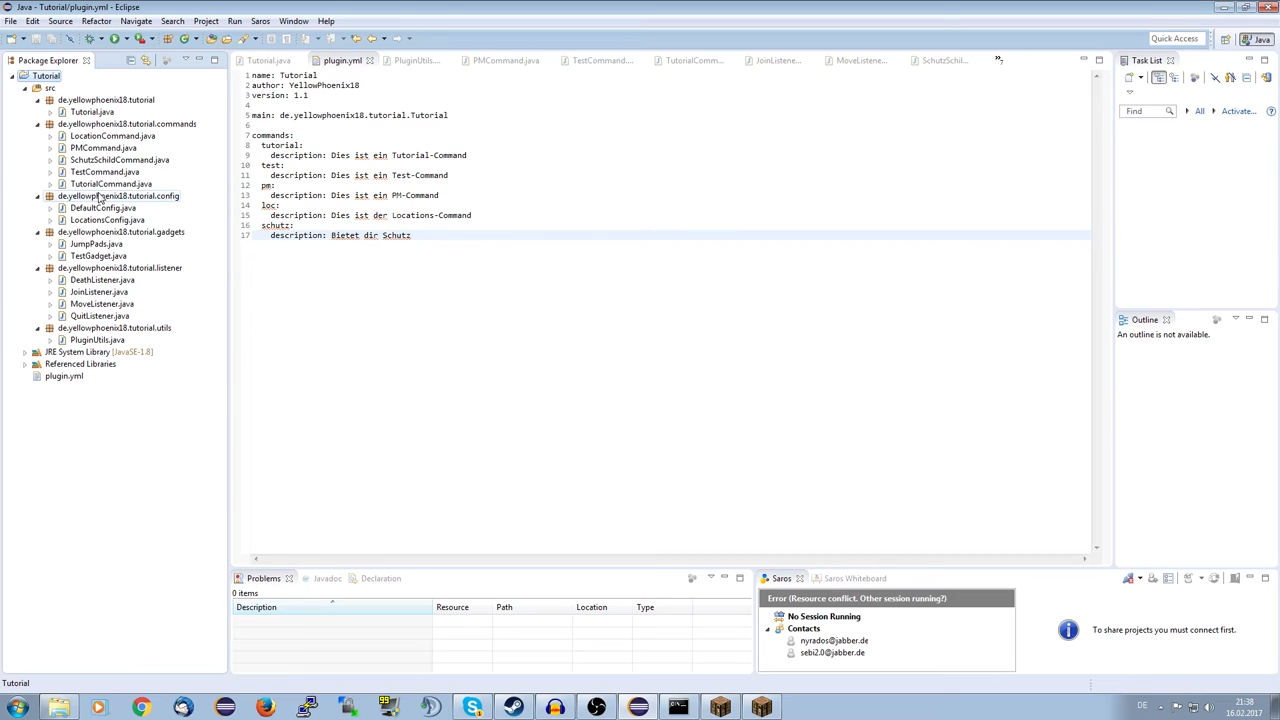 Java - Tutorial/plugin.yml - Eclipse
File Edit Source Refactor Navigate Search Project Run Saros Window Help
Quick Access
Java
Package Explorer
Tutorial
src
de.yellowphoenix18.tutorial
Tutorial.java
de.yellowphoenix18.tutorial.commands
LocationCommand.java
PMCommand.java
SchutzSchildCommand.java
TestCommand.java
TutorialCommand.java
de.yellowphoenix18.tutorial.config
DefaultConfig.java
LocationsConfig.java
de.yellowphoenix18.tutorial.gadgets
JumpPads.java
TestGadget.java
de.yellowphoenix18.tutorial.listener
DeathListener.java
JoinListener.java
MoveListener.java
QuitListener.java
de.yellowphoenix18.tutorial.utils
PluginUtils.java
JRE System Library [JavaSE-1.8]
Referenced Libraries
plugin.yml
Tutorial.java plugin.yml PluginUtils.... PMCommand.java TestCommand.... TutorialComm... JoinListene... MoveListene... SchutzSchil...
1 name: Tutorial
2 author: YellowPhoenix18
3 version: 1.1
4
5 main: de.yellowphoenix18.tutorial.Tutorial
6
7 commands:
8 tutorial:
9 description: Dies ist ein Tutorial-Command
10 test:
11 description: Dies ist ein Test-Command
12 pm:
13 description: Dies ist ein PM-Command
14 loc:
15 description: Dies ist der Locations-Command
16 schutz:
17 description: Bietet dir Schutz
Task List
Find All Activate...
Outline
An outline is not available.
Problems Javadoc Declaration
0 items
Description Resource Path Location Type
Saros Saros Whiteboard
Error (Resource conflict. Other session running?)
No Session Running
Contacts
nyrados@jabber.de
sebi2.0@jabber.de
To share projects you must connect first.
Tutorial
99
DE
21:38
16.02.2017